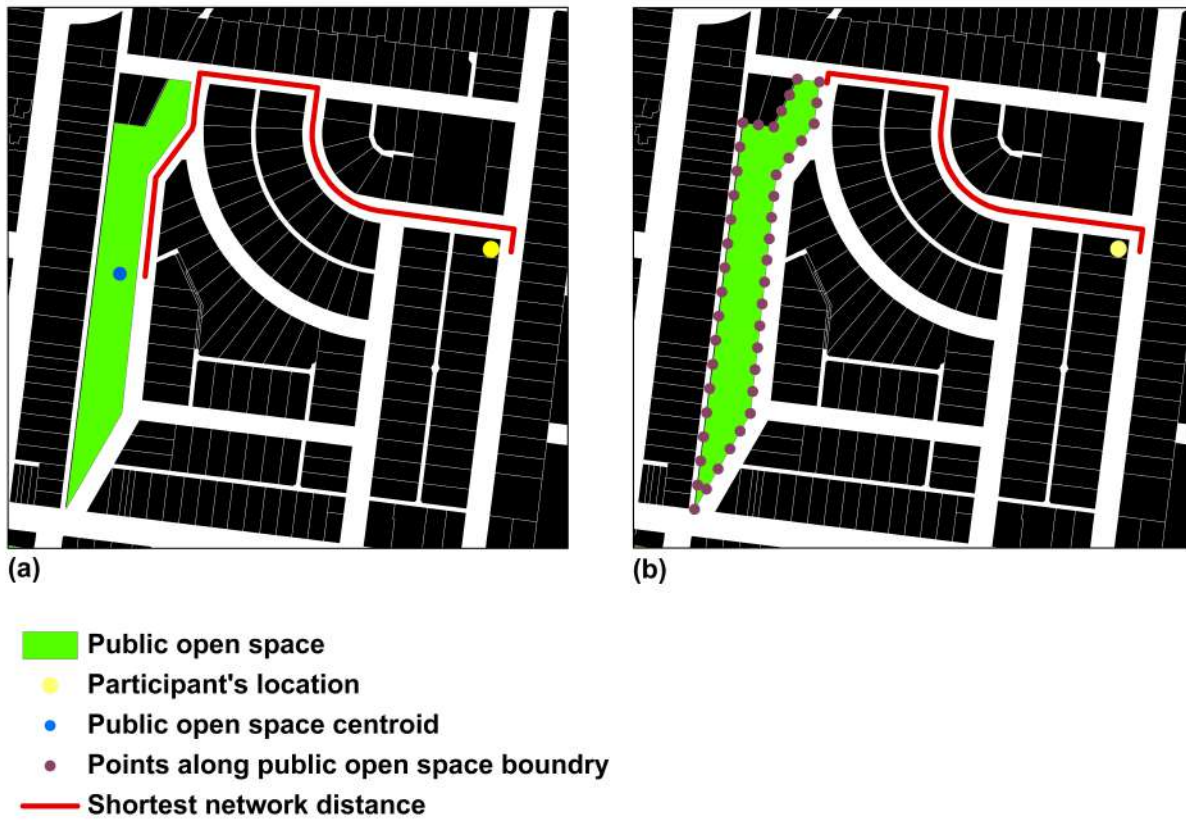 (a)
(b)
Public open space
Participant's location
Public open space centroid
Points along public open space boundry
Shortest network distance